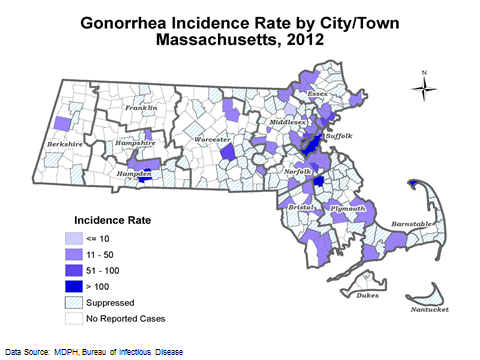 Gonorrhea Incidence Rate by City/Town
Massachusetts, 2012
N
Essex
Franklin
Middlesex
Suffolk
Worcester
Hampshire
Berkshire
Hampden
Norfolk
Bristol
Plymouth
Barnstable
Incidence Rate
<= 10
11 - 50
51 - 100
> 100
Suppressed
No Reported Cases
Dukes
Nantucket
Data Source: MDPH, Bureau of Infectious Disease